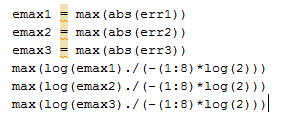 emax1 = max(abs(err1))
emax2 = max(abs(err2))
emax3 = max(abs(err3))
max(log(emax1)./(-(1:8)*log(2)))
max(log(emax2)./(-(1:8)*log(2)))
max(log(emax3)./(-(1:8)*log(2)))